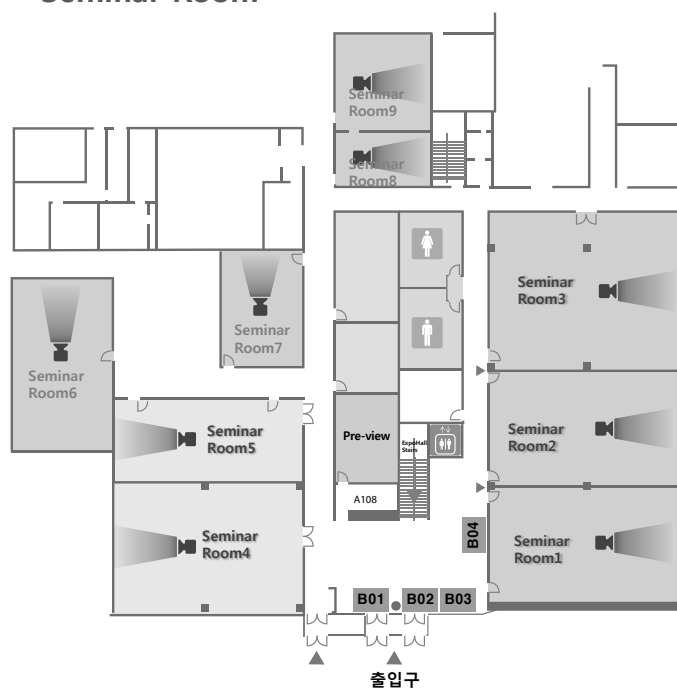 Seminar Room
Seminar
Room9
Seminar
Room8
Seminar
Room3
Seminar
Room7
Seminar
Room6
Seminar
Room5
Pre-view
ExpoHall
Stairs
Seminar
Room2
A108
Seminar
Room4
B04
Seminar
Room1
B01
B02
B03
출입구